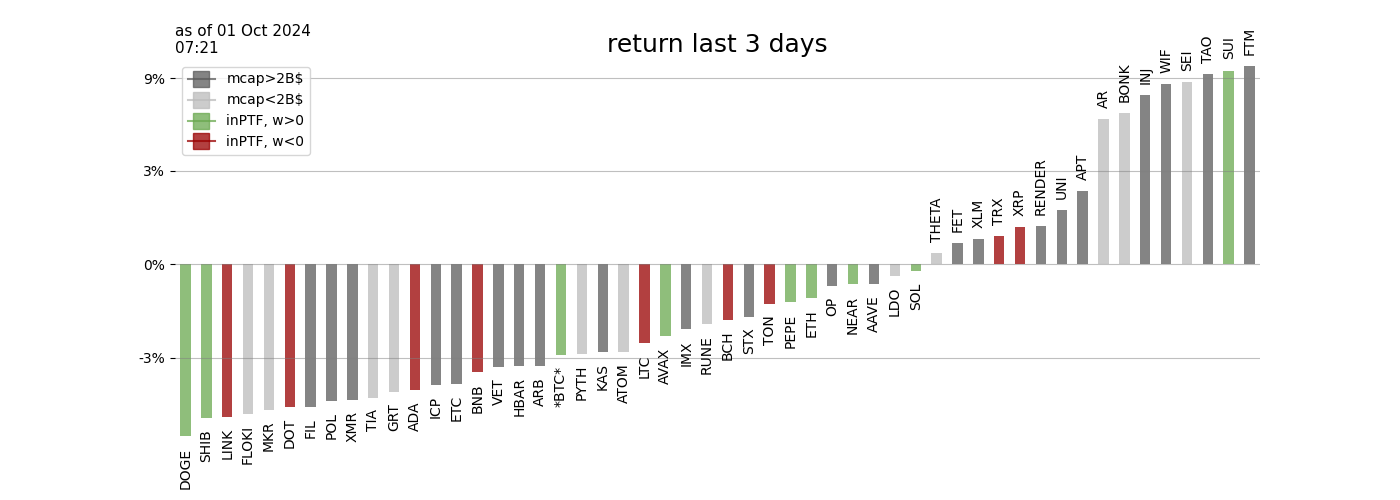 as of 01 Oct 2024
07:21
return last 3 days
mcap>2B$
mcap<2B$
inPTF, w>0
inPTF, w<0
9%
3%
0%
-3%
DOGE
SHIB
LINK
FLOKI
MKR
DOT
FIL
POL
XMR
TIA
GRT
ADA
ICP
ETC
BNB
VET
HBAR
ARB
*BTC*
PYTH
KAS
ATOM
LTC
AVAX
IMX
RUNE
BCH
STX
TON
PEPE
ETH
OP
NEAR
AAVE
LDO
SOL
THETA
FET
XLM
TRX
XRP
RENDER
UNI
APT
AR
BONK
INJ
WIF
SEI
TAO
SUI
FTM